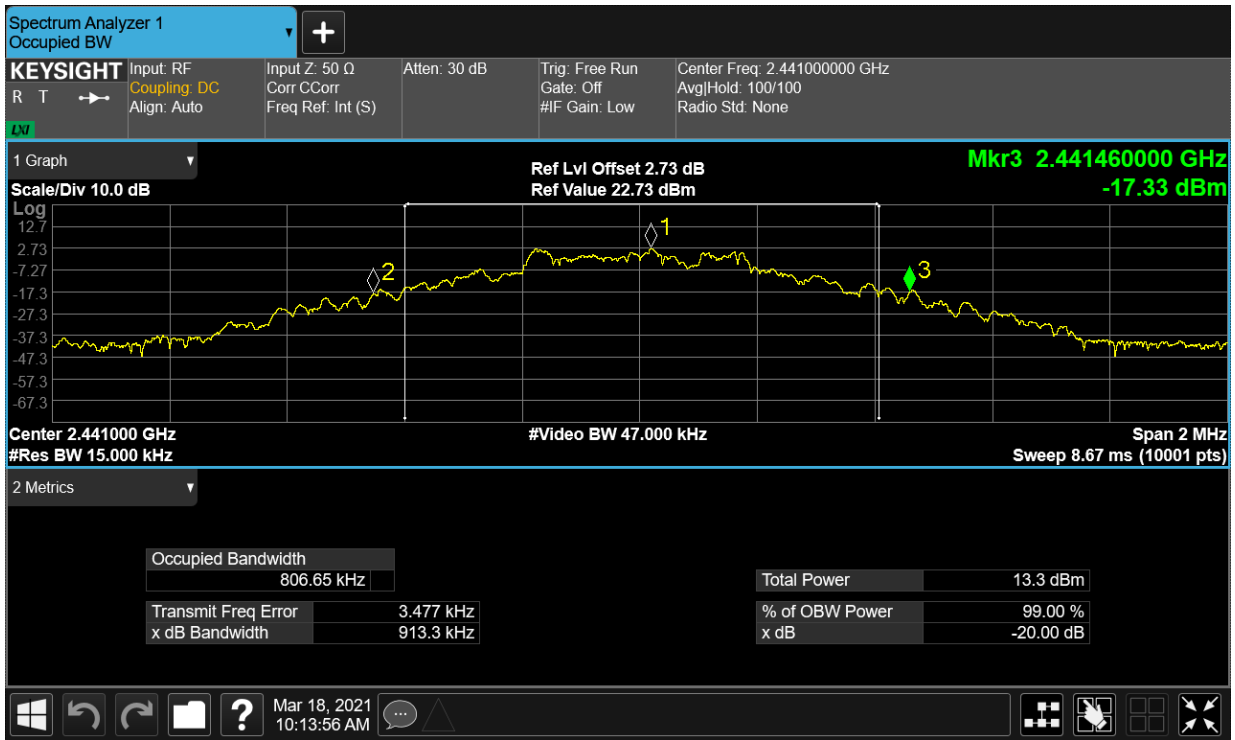 Spectrum Analyzer 1
Occupied BW
KEYSIGHT
R T
LXI
Input: RF
Coupling: DC
Align: Auto
Input Z: 50 Ω
Corr CCorr
Freq Ref: Int (S)
Atten: 30 dB
Trig: Free Run
Gate: Off
#IF Gain: Low
Center Freq: 2.441000000 GHz
Avg|Hold: 100/100
Radio Std: None
1 Graph
Ref Lvl Offset 2.73 dB
Mkr3 2.441460000 GHz
Scale/Div 10.0 dB
Ref Value 22.73 dBm
-17.33 dBm
Log
12.7
2.73
-7.27
-17.3
-27.3
-37.3
-47.3
-57.3
-67.3
1
2
3
Center 2.441000 GHz
#Video BW 47.000 kHz
Span 2 MHz
#Res BW 15.000 kHz
Sweep 8.67 ms (10001 pts)
2 Metrics
Occupied Bandwidth
806.65 kHz
Total Power 13.3 dBm
Transmit Freq Error 3.477 kHz
% of OBW Power 99.00 %
x dB Bandwidth 913.3 kHz
x dB -20.00 dB
?
Mar 18, 2021
10:13:56 AM